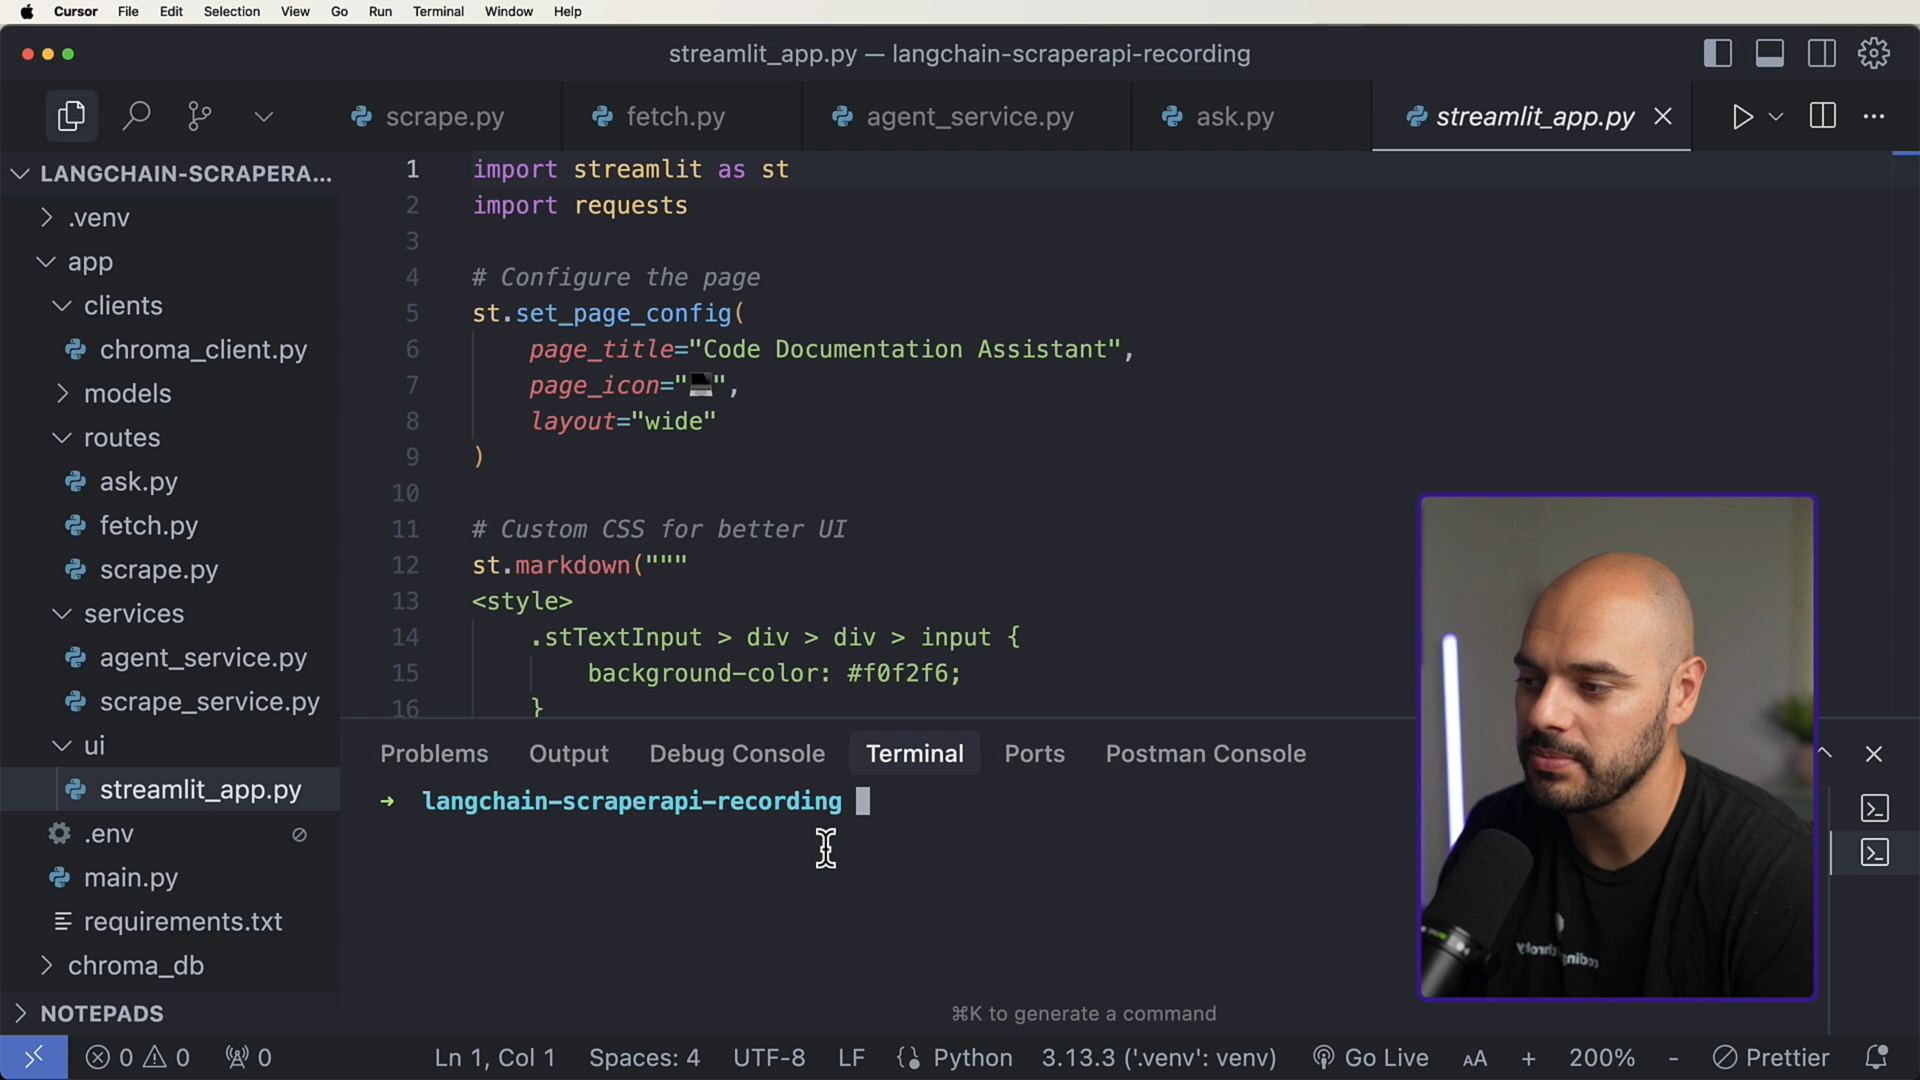 Cursor File Edit Selection View Go Run Terminal Window Help
streamlit_app.py — langchain-scraperapi-recording
scrape.py fetch.py agent_service.py ask.py streamlit_app.py
LANGCHAIN-SCRAPERA...
.venv
app
clients
chroma_client.py
models
routes
ask.py
fetch.py
scrape.py
services
agent_service.py
scrape_service.py
ui
streamlit_app.py
.env
main.py
requirements.txt
chroma_db
NOTEPADS
1 import streamlit as st
2 import requests
3
4 # Configure the page
5 st.set_page_config(
6 page_title="Code Documentation Assistant",
7 page_icon="💻",
8 layout="wide"
9 )
10
11 # Custom CSS for better UI
12 st.markdown("""
13 <style>
14 .stTextInput > div > div > input {
15 background-color: #f0f2f6;
16 }
Problems Output Debug Console Terminal Ports Postman Console
➜ langchain-scraperapi-recording
⌘K to generate a command
0 0 0 Ln 1, Col 1 Spaces: 4 UTF-8 LF Python 3.13.3 ('.venv': venv) Go Live AA + 200% - Prettier